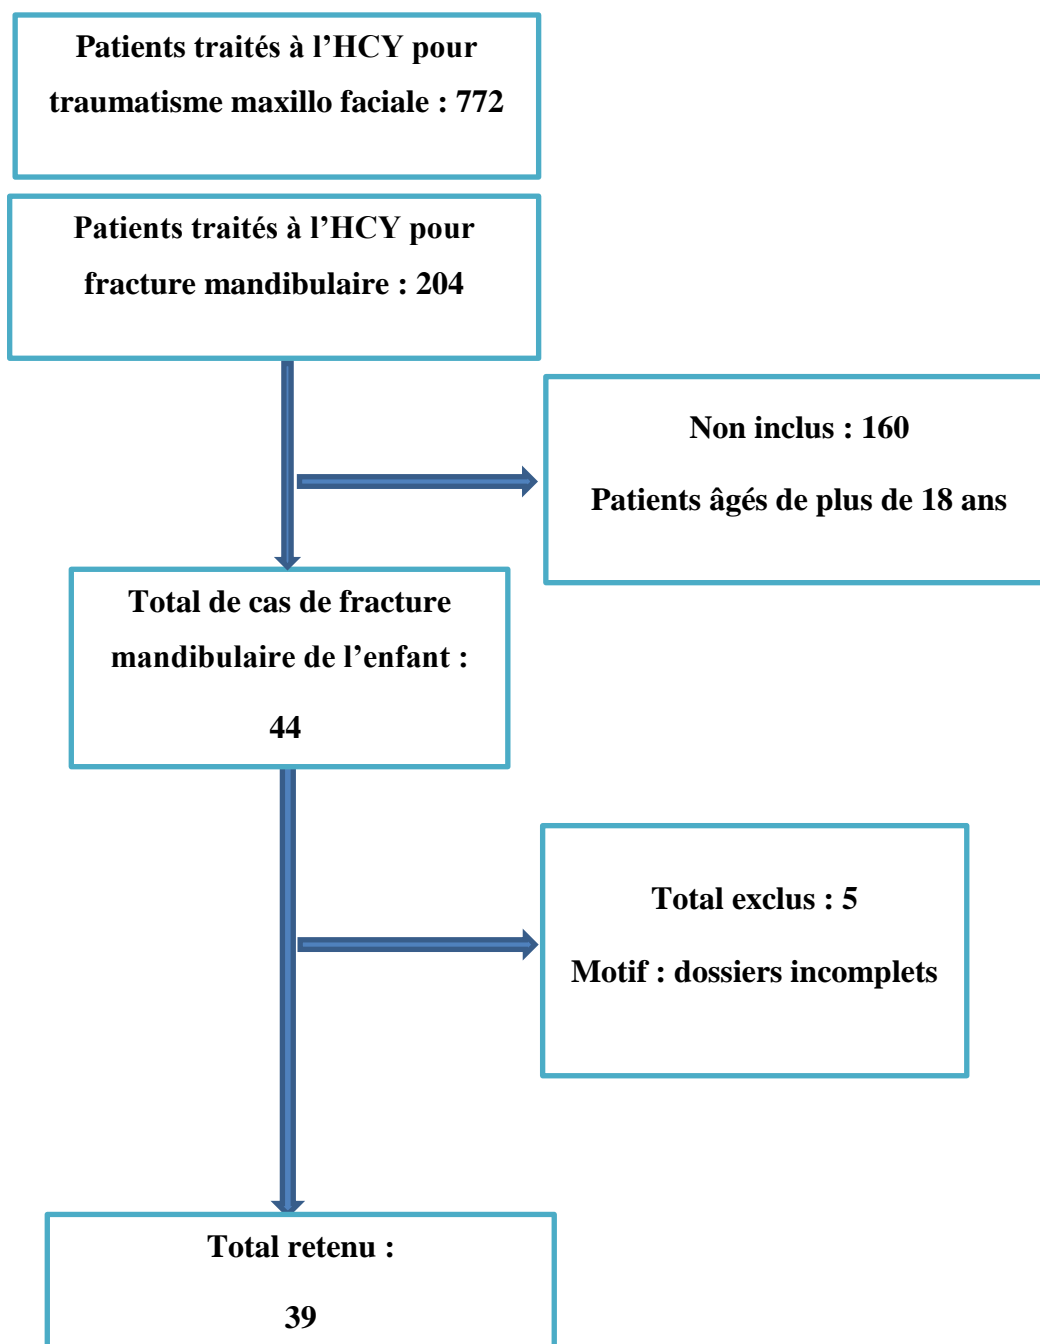 Patients traités à l’HCY pour
traumatisme maxillo faciale : 772
Patients traités à l’HCY pour
fracture mandibulaire : 204
Non inclus : 160
Patients âgés de plus de 18 ans
Total de cas de fracture
mandibulaire de l’enfant :
44
Total exclus : 5
Motif : dossiers incomplets
Total retenu :
39